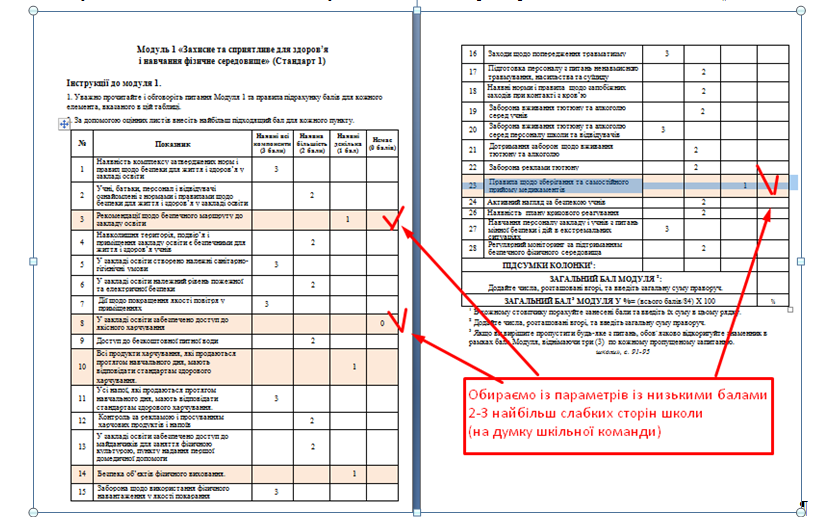 Модуль 1 «Захисне та сприятливе для здоров'я
і навчання фізичне середовище» (Стандарт 1)
Інструкції до модуля 1.
1. Уважно прочитайте і обговоріть питання Модуля 1 та правила підрахунку балів для кожного
елемента, вказаного в цій таблиці.
За допомогою оцінних листів внесіть найбільш підходящий бал для кожного пункту.
№ Показник Наявні всі компоненти (3 бали) Наявна більшість (2 бали) Наявні декілька (1 бал) Немає (0 балів)
1 Наявність комплексу затверджених норм і
правил щодо безпеки для життя і здоров'я у
закладі освіти 3
2 Учні, батьки, персонал і відвідувачі
ознайомлені з нормами і правилами щодо
безпеки для життя і здоров'я в закладі освіти 2
3 Рекомендації щодо безпечного маршруту до
закладу освіти 1
4 Навколишня територія, подвір'я і
приміщення закладу освіти є безпечними для
життя і здоров'я учнів 2
5 У закладі освіти створено належні санітарно-
гігієнічні умови 3
6 У закладі освіти належний рівень пожежної
та електричної безпеки 2
7 Дії щодо покращення якості повітря у
приміщеннях 3
8 У закладі освіти забезпечено доступ до
якісного харчування 0
9 Доступ до безкоштовної питної води 2
10 Всі продукти харчування, які продаються
протягом навчального дня, мають
відповідати стандартам здорового
харчування. 1
11 Усі напої, які продаються протягом
навчального дня, мають відповідати
стандартам здорового харчування. 3
12 Контроль за рекламою і просуванням
харчових продуктів і напоїв 2
13 У закладі освіти забезпечено доступ до
майданчиків для заняття фізичною
культурою, пункту надання першої
домедичної допомоги 2
14 Безпека об'єктів фізичного виховання. 1
15 Заборона щодо використання фізичного
навантаження у якості покарання 3
16 Заходи щодо попередження травматизму 3
17 Підготовка персоналу з питань ненавмисною
травмування, насильства та суїциду 2
18 Наявні норми і правила щодо запобіжних
заходів при контакті з кров'ю 2
19 Заборона вживання тютюну та алкоголю
серед учнів 2
20 Заборона вживання тютюну та алкоголю
серед персоналу школи та відвідувачів 3
21 Дотримання заборон щодо вживання
тютюну та алкоголю 2
22 Заборона реклами тютюну 2
23 Правила щодо зберігання та самостійного
прийому медикаментів 1
24 Активний нагляд за безпекою учнів 2
26 Наявність плану кризового реагування 2
27 Навчання персоналу закладу і учнів з питань
мінної безпеки і дій в екстремальних
ситуаціях 3
28 Регулярний моніторинг за підтриманням
безпечного фізичного середовища 2
ПІДСУМКИ КОЛОНКИ¹:
ЗАГАЛЬНИЙ БАЛ МОДУЛЯ ²:
Додайте числа, розташовані вгорі, та введіть загальну суму праворуч.
ЗАГАЛЬНИЙ БАЛ³ МОДУЛЯ У %= (всього балів/84) Х 100 %
¹ В кожному стовпчику порахуйте занесені бали та введіть їх суму в цьому рядку.
² Додайте числа, розташовані вгорі, та введіть загальну суму праворуч.
³ Якщо ви вирішите пропустити будь-яке з питань, обов'язково відкоригуйте знаменник в
рамках балу Модуля, віднімаючи три (3) по кожному пропущеному запитанню.
школи, с. 91-95
Обираємо із параметрів із низькими балами
2-3 найбільш слабких сторін школи
(на думку шкільної команди)